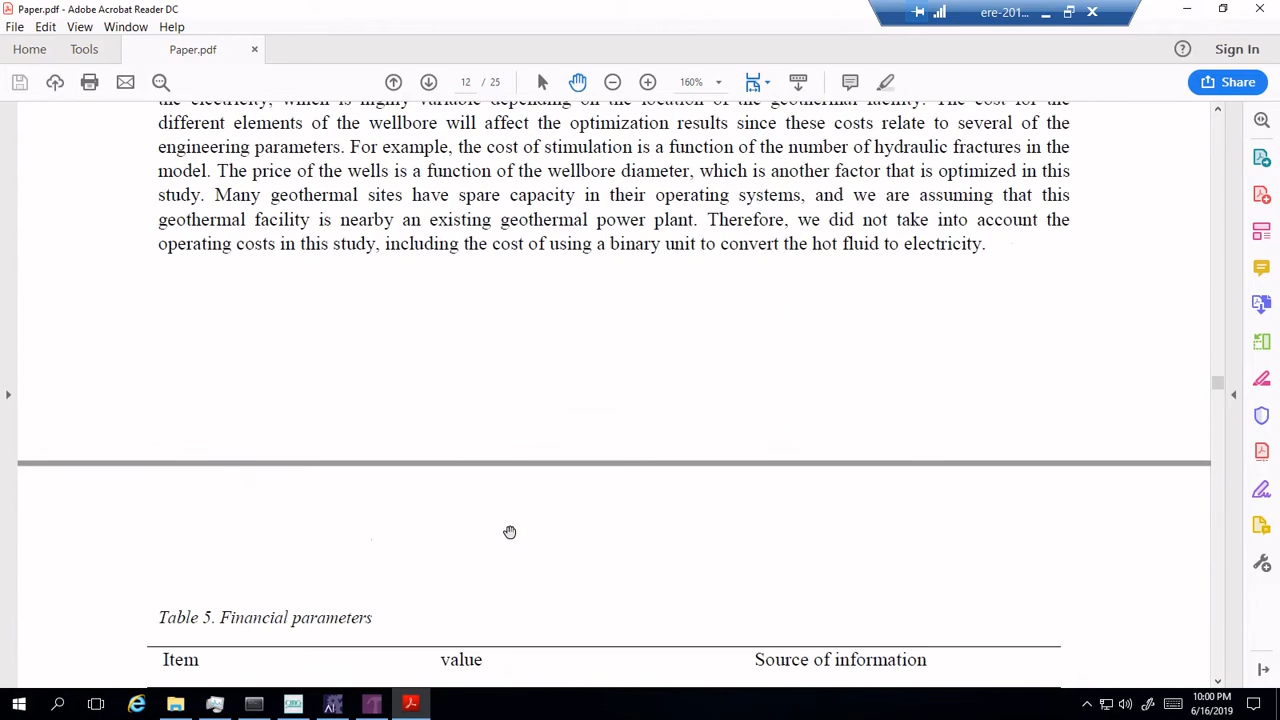 Paper.pdf - Adobe Acrobat Reader DC
ere-201...
File Edit View Window Help
Home Tools Paper.pdf × Sign In
12 / 25 160% Share
the electricity, which is highly variable depending on the location of the geothermal facility. The cost for the
different elements of the wellbore will affect the optimization results since these costs relate to several of the
engineering parameters. For example, the cost of stimulation is a function of the number of hydraulic fractures in the
model. The price of the wells is a function of the wellbore diameter, which is another factor that is optimized in this
study. Many geothermal sites have spare capacity in their operating systems, and we are assuming that this
geothermal facility is nearby an existing geothermal power plant. Therefore, we did not take into account the
operating costs in this study, including the cost of using a binary unit to convert the hot fluid to electricity.
Table 5. Financial parameters
Item value Source of information
10:00 PM
6/16/2019